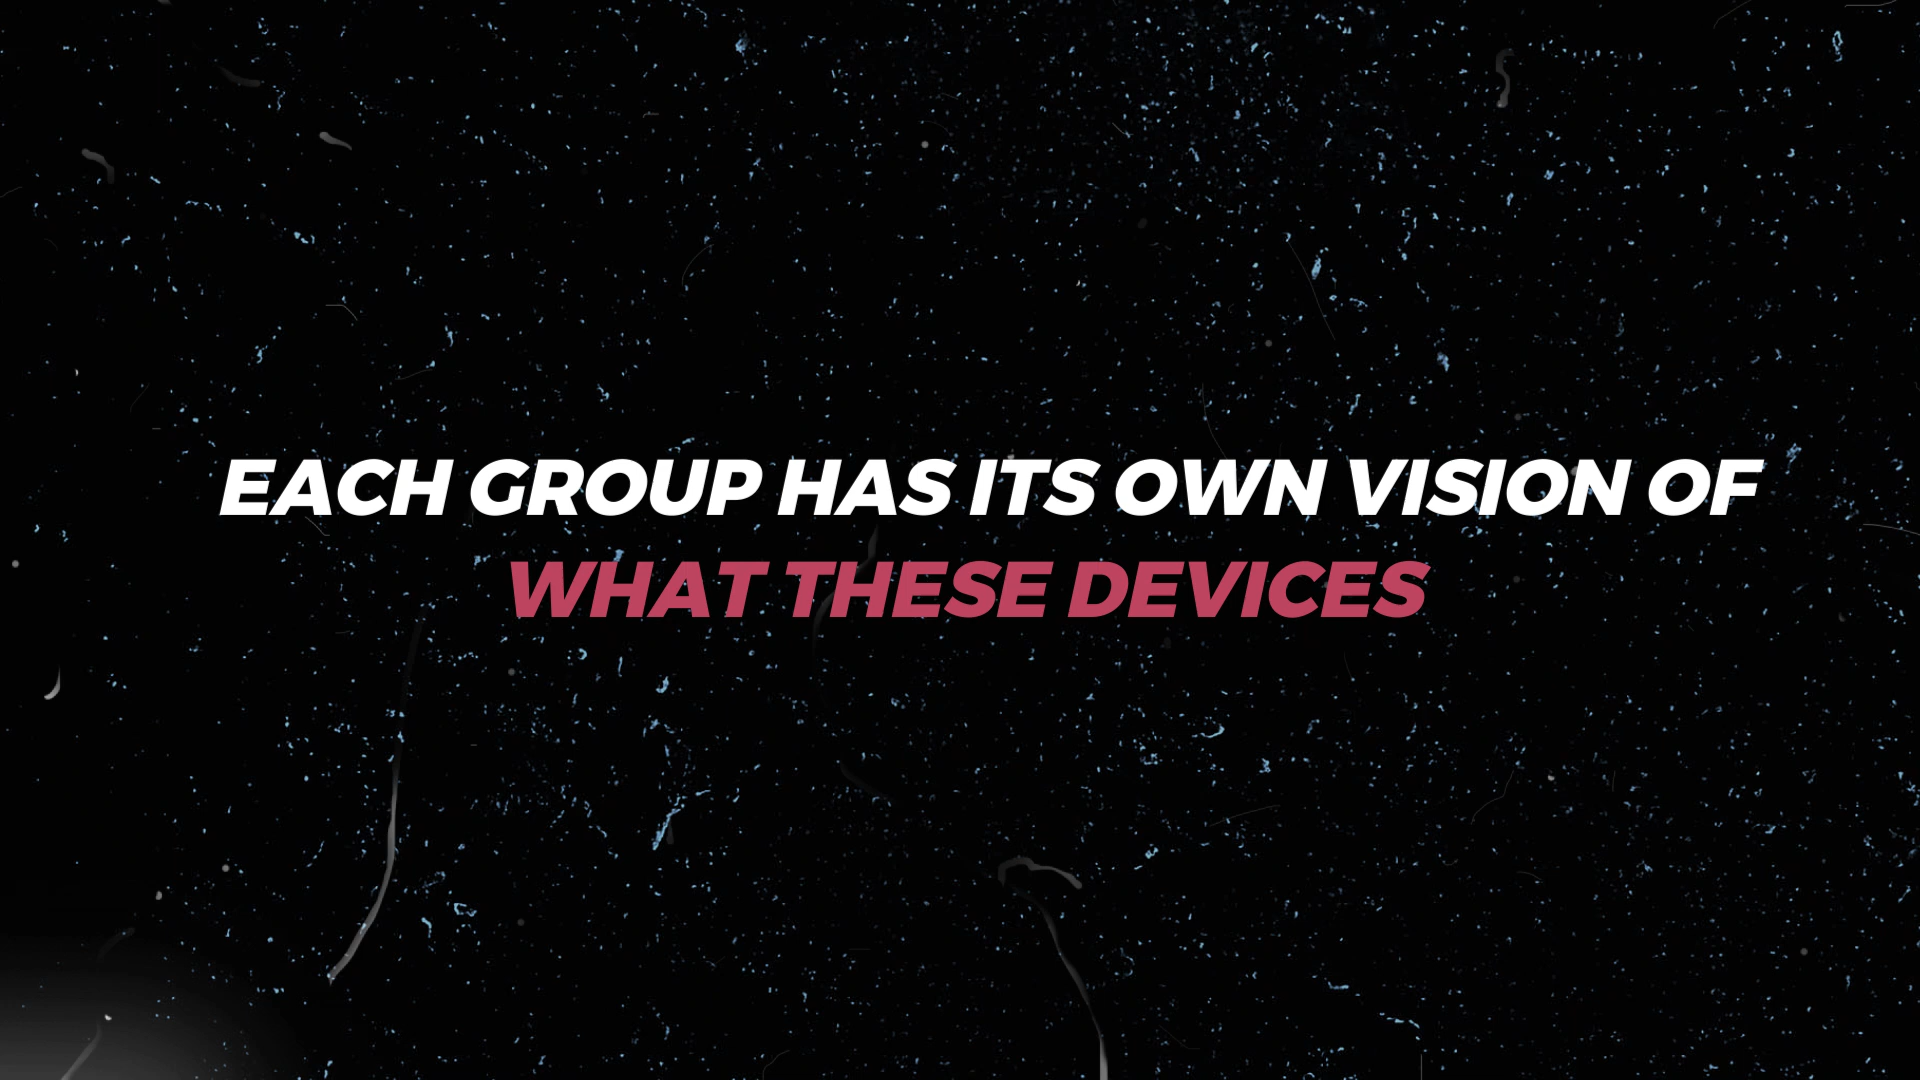 EACH GROUP HAS ITS OWN VISION OF
WHAT THESE DEVICES